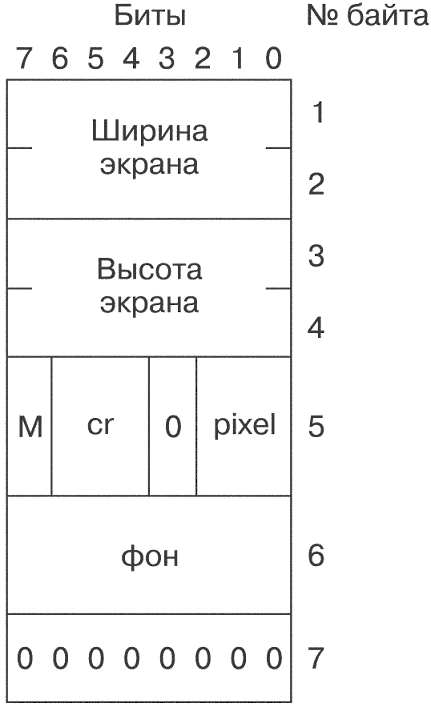 Биты № байта
7 6 5 4 3 2 1 0
Ширина
экрана
1
2
Высота
экрана
3
4
M cr 0 pixel 5
фон 6
0 0 0 0 0 0 0 0 7